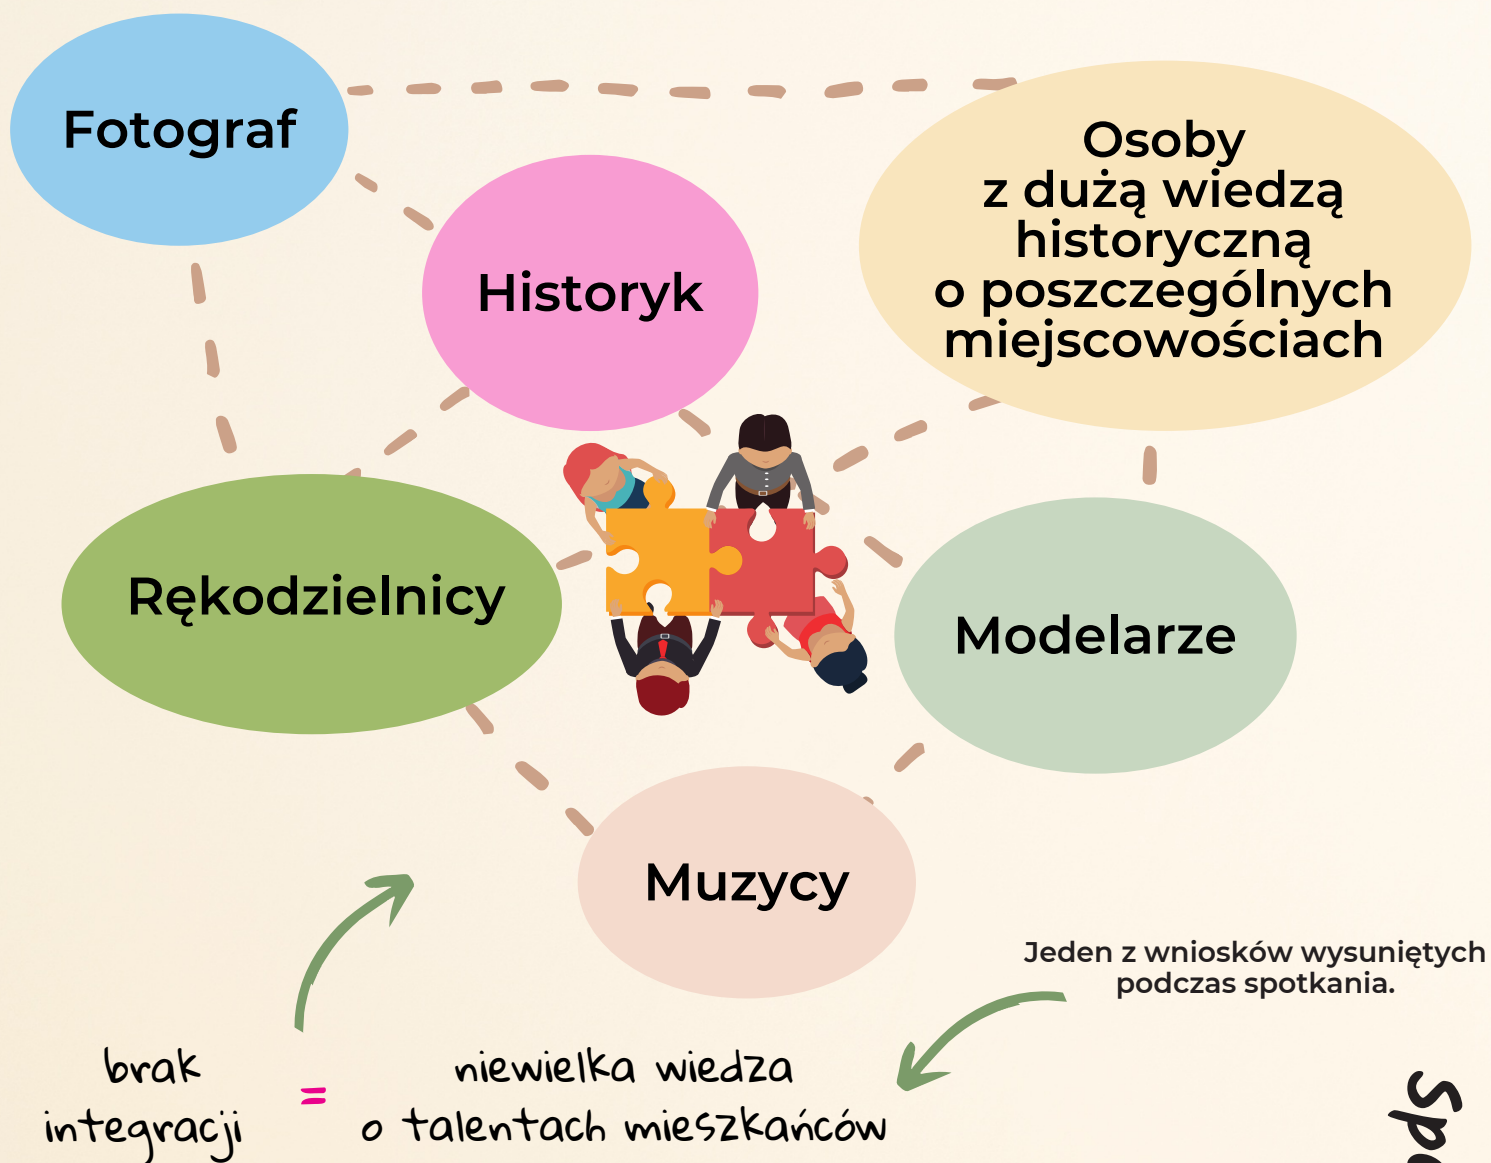 Fotograf
Osoby
z dużą wiedzą
historyczną
o poszczególnych
miejscowościach
Historyk
Rękodzielnicy
Modelarze
Muzycy
Jeden z wniosków wysuniętych
podczas spotkania.
brak
integracji
=
niewielka wiedza
o talentach mieszkańców